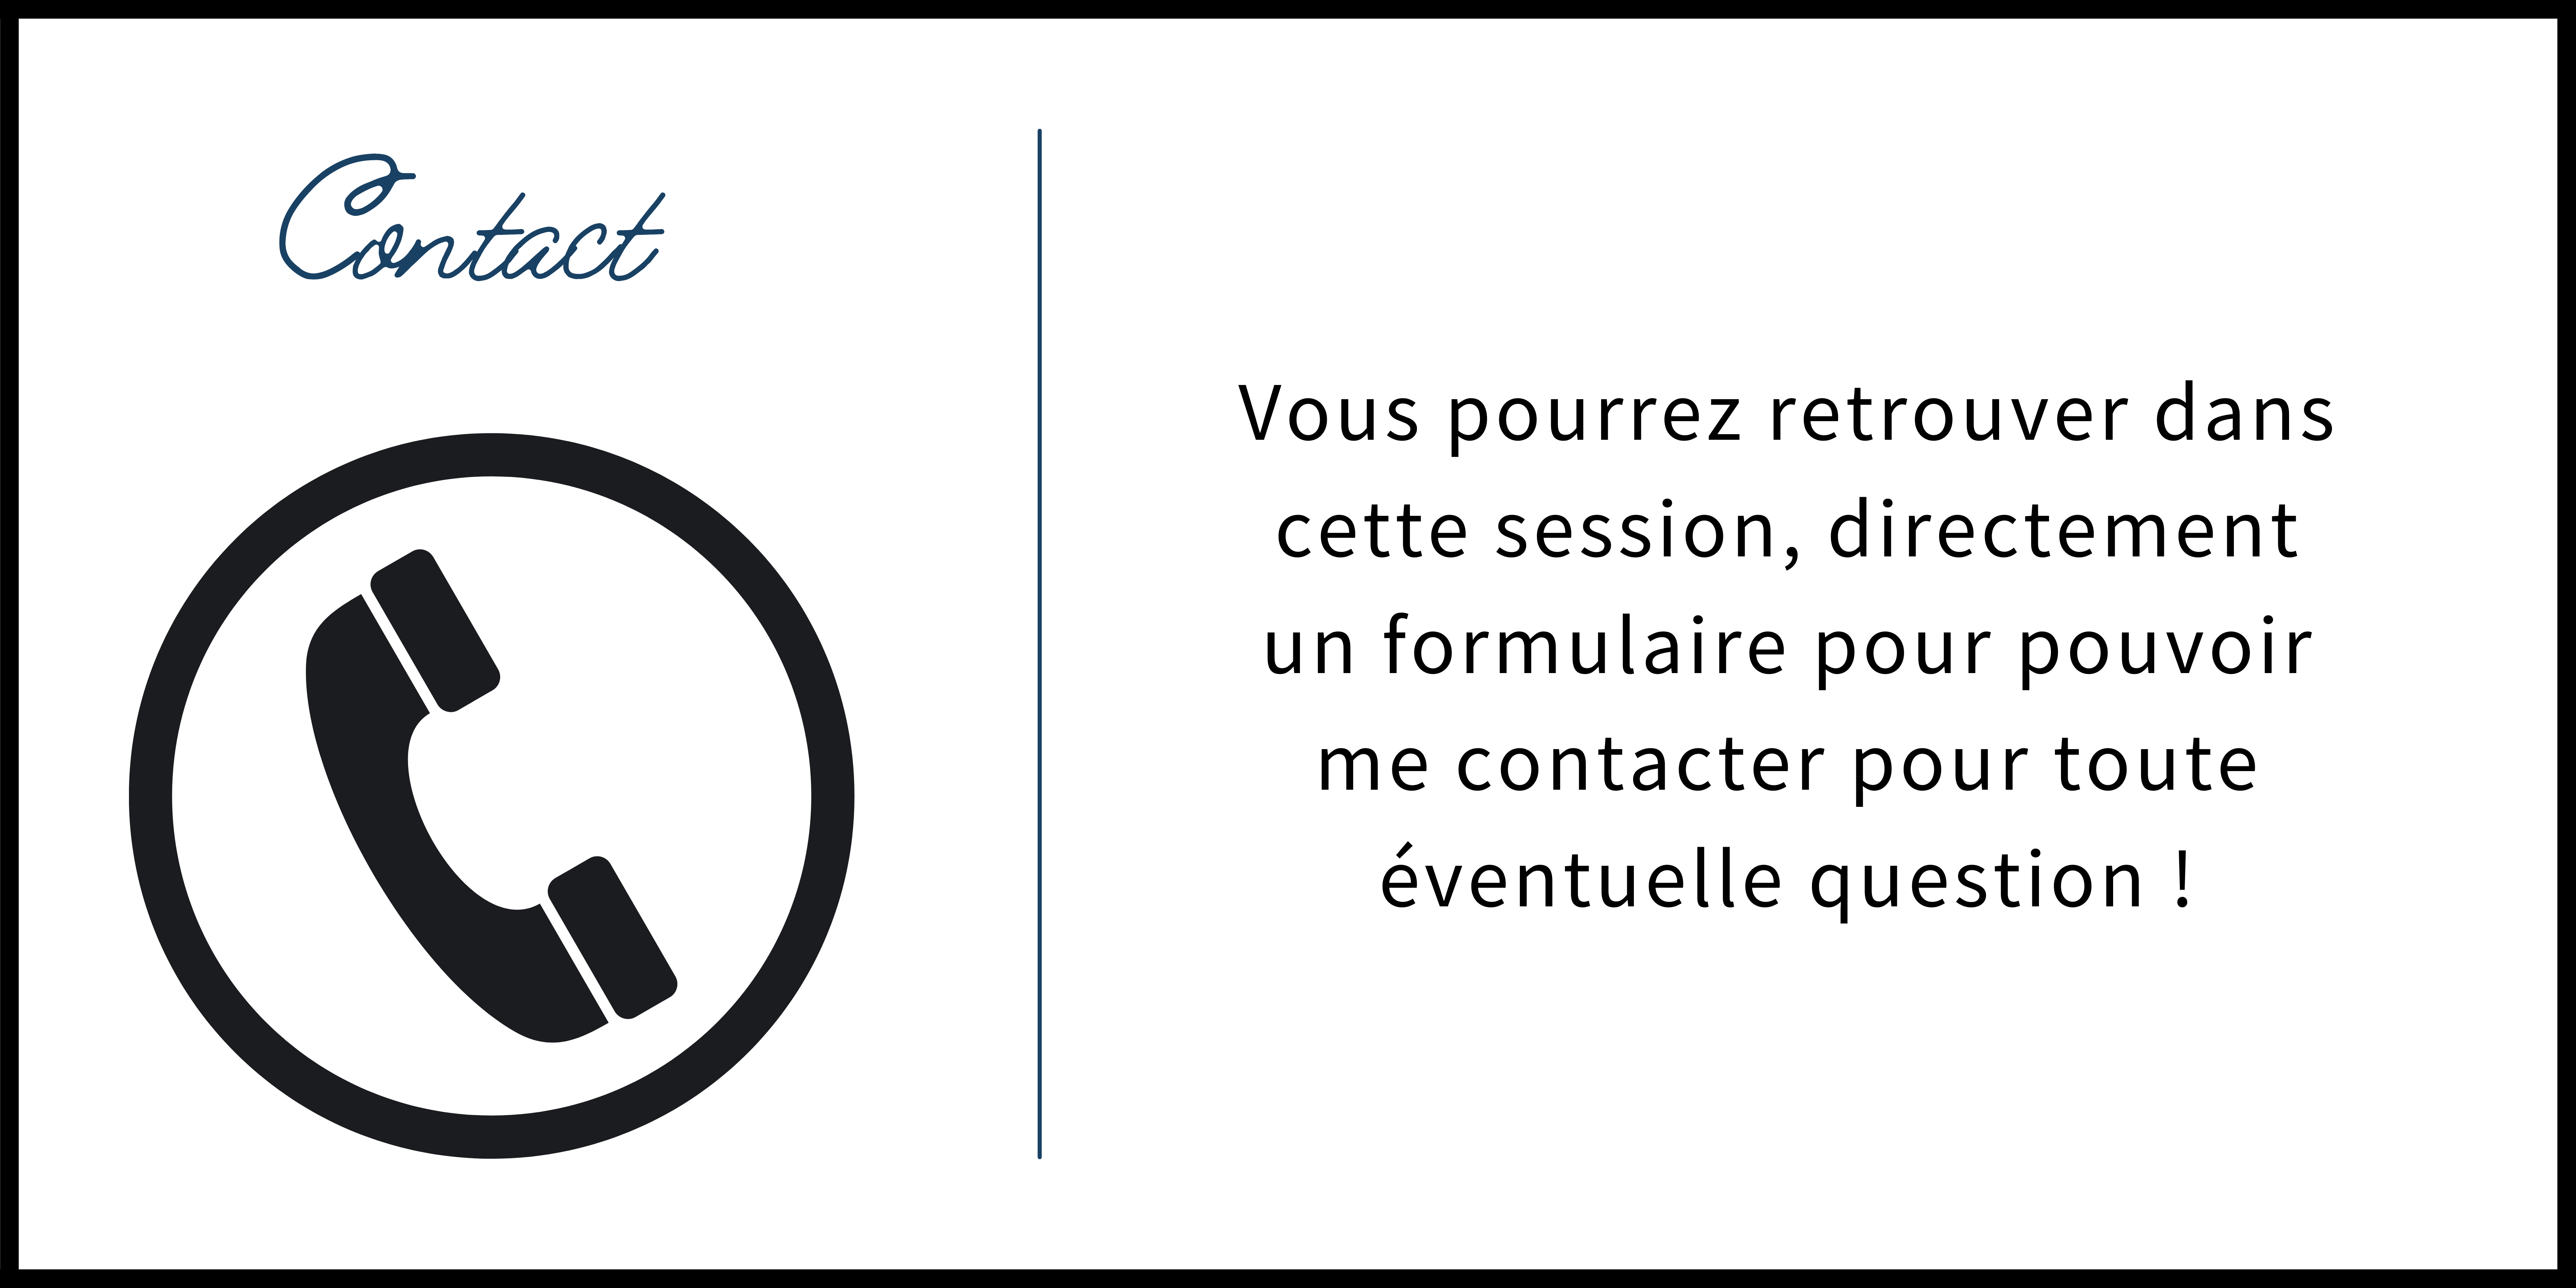 Contact
Vous pourrez retrouver dans
cette session, directement
un formulaire pour pouvoir
me contacter pour toute
éventuelle question !